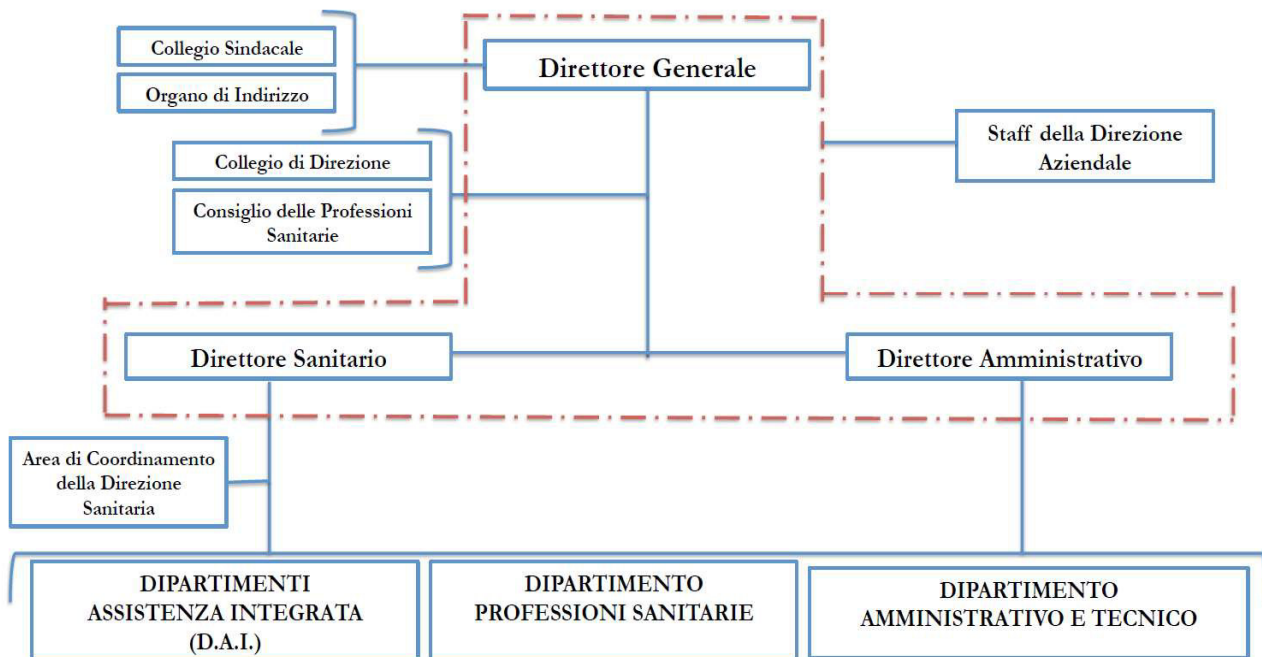 Collegio Sindacale
Organo di Indirizzo
Direttore Generale
Collegio di Direzione
Consiglio delle Professioni
Sanitarie
Staff della Direzione
Aziendale
Direttore Sanitario
Direttore Amministrativo
Area di Coordinamento
della Direzione
Sanitaria
DIPARTIMENTI
ASSISTENZA INTEGRATA
(D.A.I.)
DIPARTIMENTO
PROFESSIONI SANITARIE
DIPARTIMENTO
AMMINISTRATIVO E TECNICO